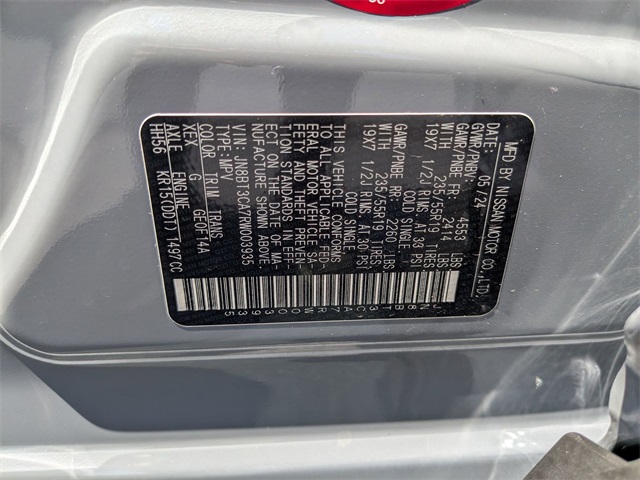 MFD BY NISSAN MOTOR CO.,LTD.
05/24
GVWR/PNBV 4553 LBS
GAWR/PNBE FR: 2414 LBS
WITH 235/55R19 TIRES
19X7 1/2J RIMS, AT 33 PSI
COLD SINGLE
GAWR/PNBE RR: 2260 LBS
WITH 235/55R19 TIRES
19X7 1/2J RIMS, AT 30 PSI
COLD SINGLE
THIS VEHICLE CONFORMS
TO ALL APPLICABLE FED-
ERAL MOTOR VEHICLE SA-
FETY AND THEFT PREVEN-
TION STANDARDS IN EFF-
ECT ON THE DATE OF MA-
NUFACTURE SHOWN ABOVE.
VIN: JN8BT3CA7RW003935
MPV
COLOR TRIM TRANS
XEX G GE0F14A
AXLE ENGINE
HH56 KR15(DDT) 1497CC
JN8BT3CA7RW003935